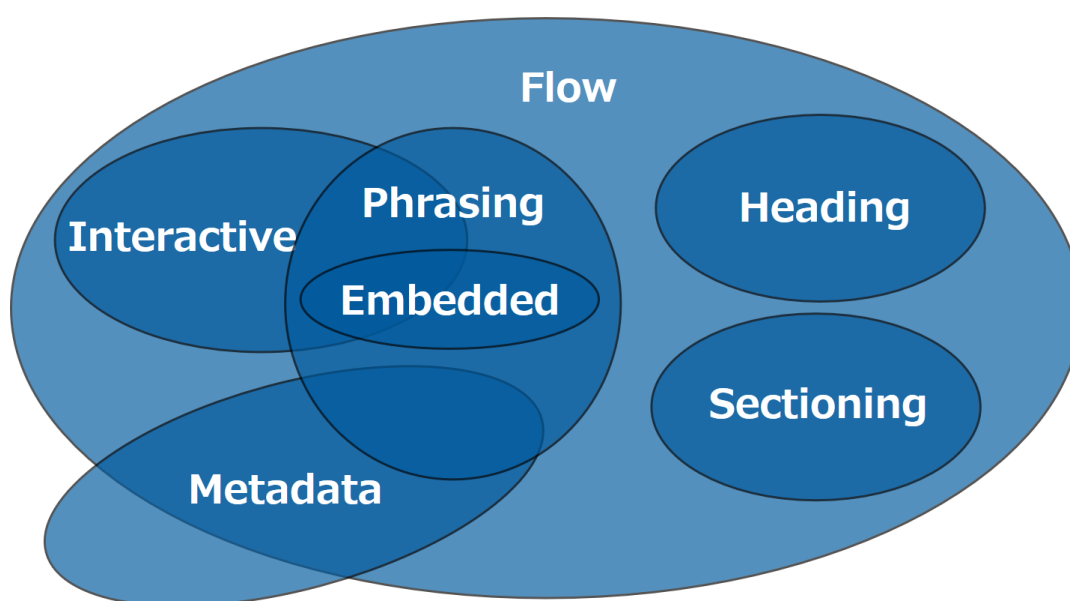 Flow
Phrasing
Heading
Interactive
Embedded
Sectioning
Metadata